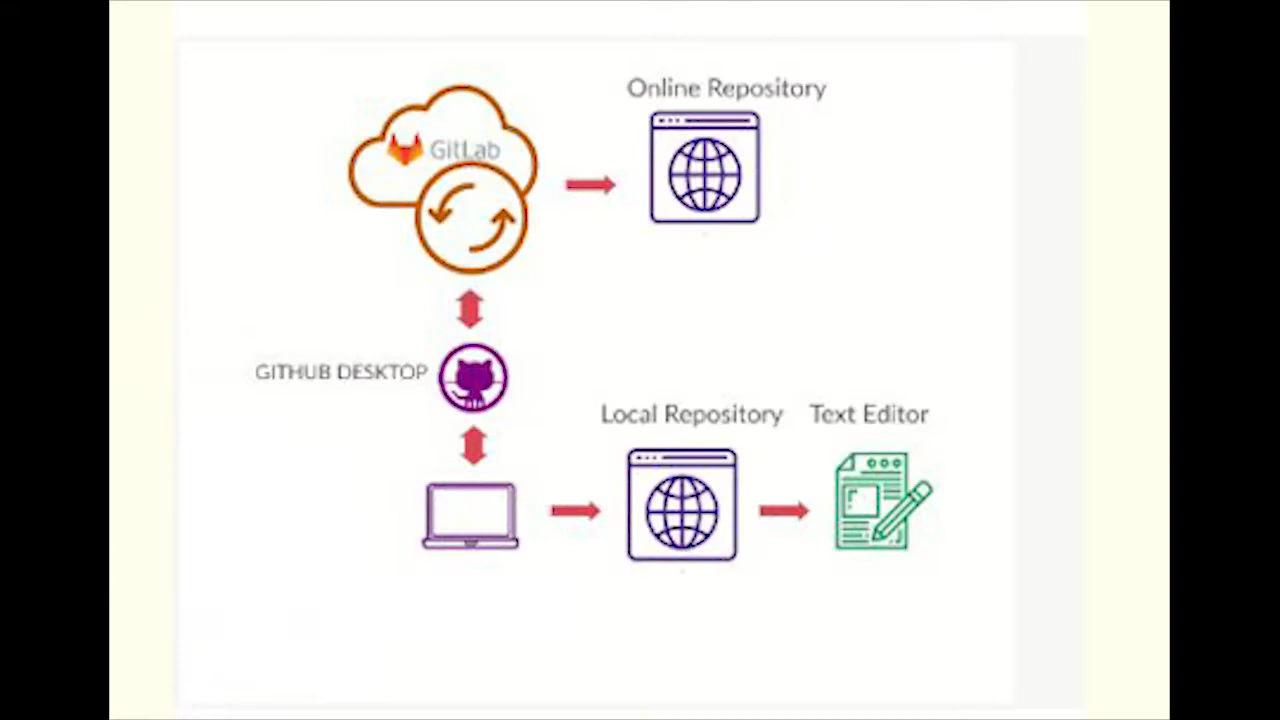 Online Repository
GitLab
GITHUB DESKTOP
Local Repository
Text Editor